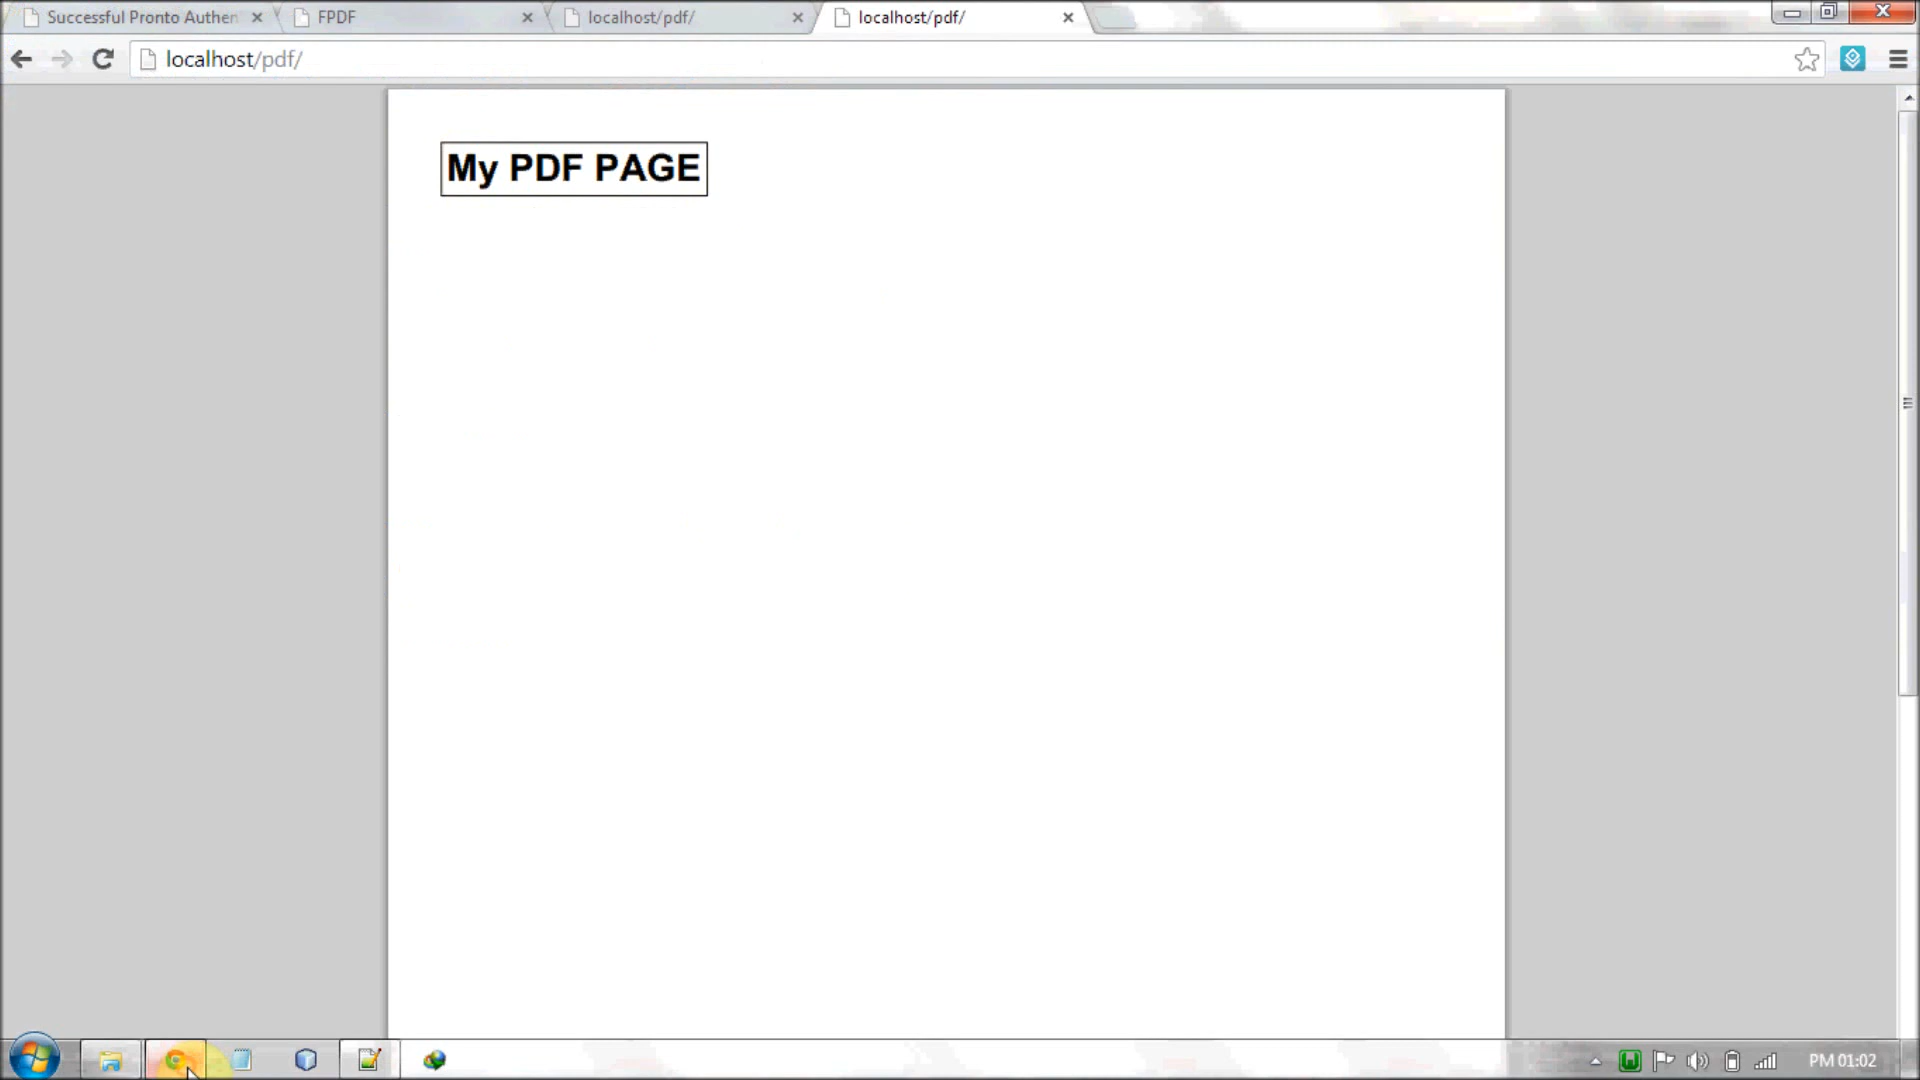 Successful Pronto Authen
FPDF
localhost/pdf/
localhost/pdf/
localhost/pdf/
My PDF PAGE
PM 01:02